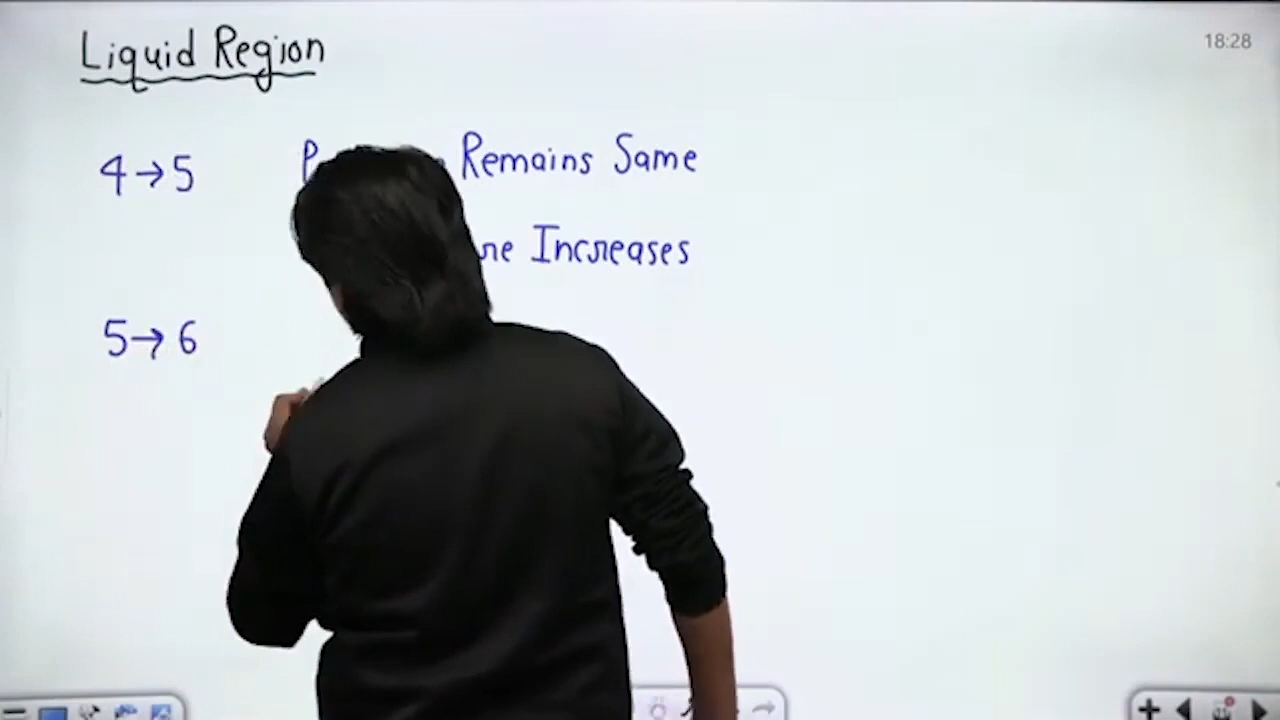 Liquid Region
18:28
4→5 Remains Same
Increases
5→6